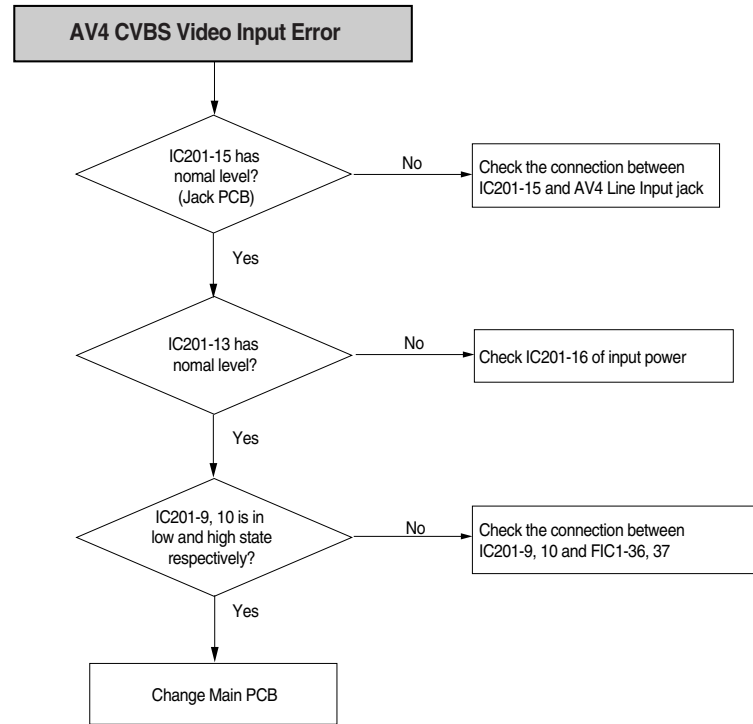 AV4 CVBS Video Input Error
IC201-15 has
nomal level?
(Jack PCB)
No
Check the connection between
IC201-15 and AV4 Line Input jack
Yes
IC201-13 has
nomal level?
No
Check IC201-16 of input power
Yes
IC201-9, 10 is in
low and high state
respectively?
No
Check the connection between
IC201-9, 10 and FIC1-36, 37
Yes
Change Main PCB